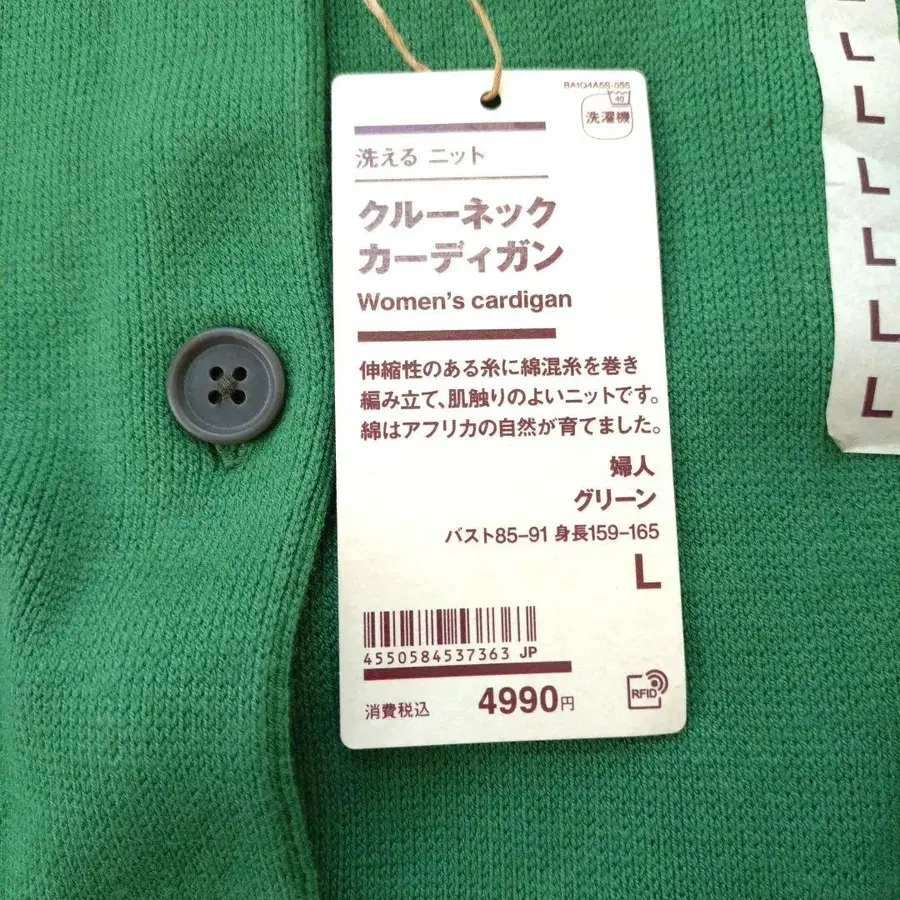 BA1Q4A5S-055
40
洗濯機
洗える ニット
クルーネック
カーディガン
Women's cardigan
伸縮性のある糸に綿混糸を巻き
編み立て、肌触りのよいニットです。
綿はアフリカの自然が育てました。
婦人
グリーン
バスト85-91 身長159-165
L
4550584537363 JP
消費税込 4990円
RFID
L
L
L
L
L
L